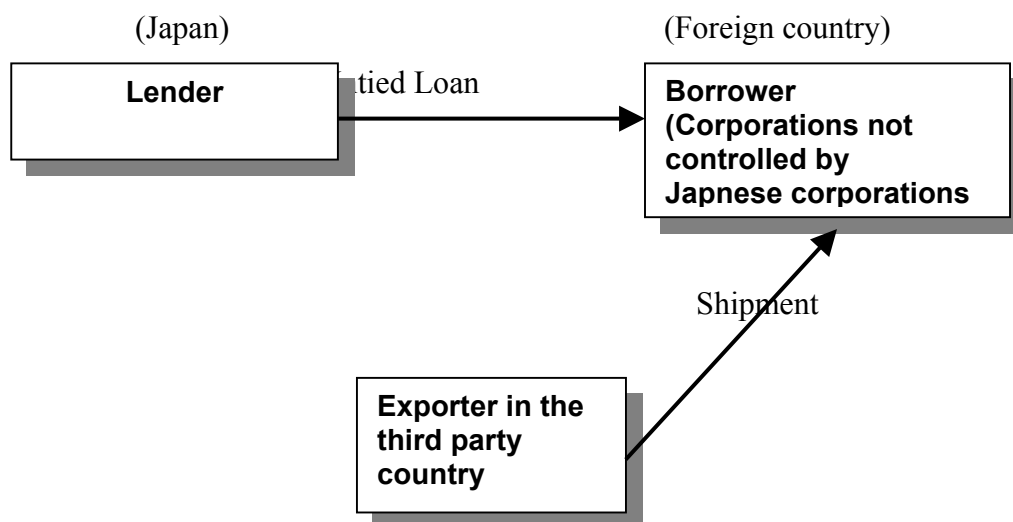 (Japan)
(Foreign country)
Lender
Loan
Borrower
(Corporations not
controlled by
Japnese corporations
Shipment
Exporter in the
third party
country